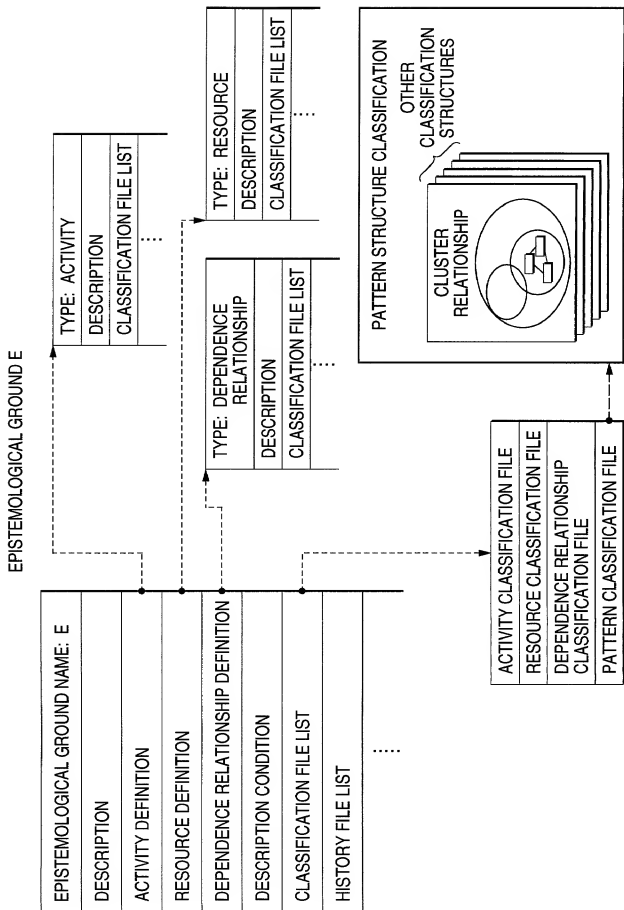 EPISTEMOLOGICAL GROUND E
EPISTEMOLOGICAL GROUND NAME: E
DESCRIPTION
ACTIVITY DEFINITION
RESOURCE DEFINITION
DEPENDENCE RELATIONSHIP DEFINITION
DESCRIPTION CONDITION
CLASSIFICATION FILE LIST
HISTORY FILE LIST
.....
TYPE: ACTIVITY
DESCRIPTION
CLASSIFICATION FILE LIST
....
TYPE: RESOURCE
DESCRIPTION
CLASSIFICATION FILE LIST
....
TYPE: DEPENDENCE
RELATIONSHIP
DESCRIPTION
CLASSIFICATION FILE LIST
....
ACTIVITY CLASSIFICATION FILE
RESOURCE CLASSIFICATION FILE
DEPENDENCE RELATIONSHIP
CLASSIFICATION FILE
PATTERN CLASSIFICATION FILE
PATTERN STRUCTURE CLASSIFICATION
OTHER
CLASSIFICATION
STRUCTURES
CLUSTER
RELATIONSHIP